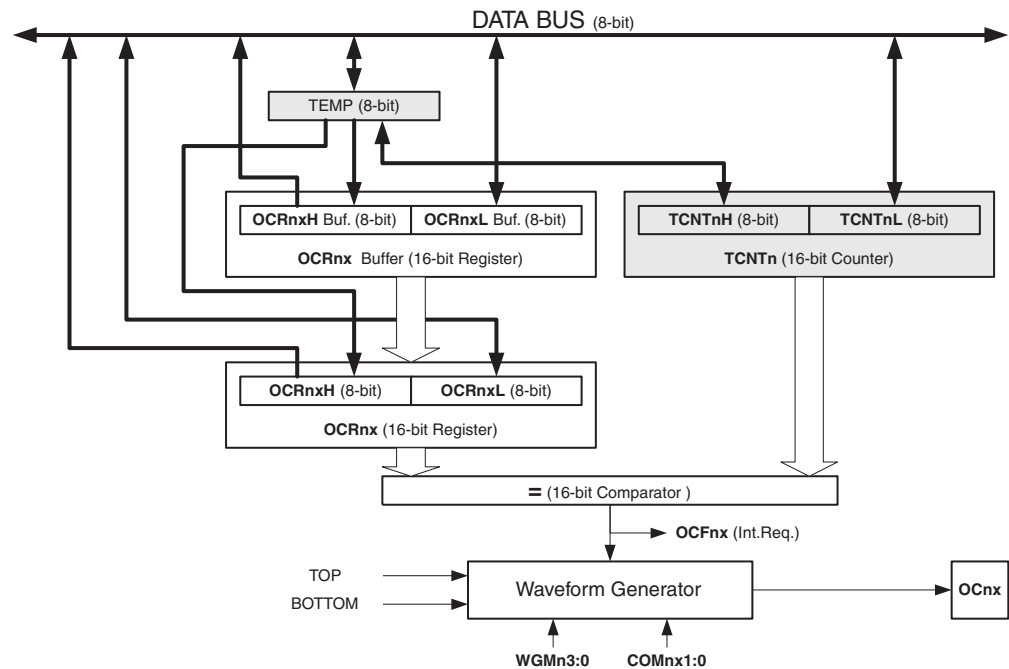 DATA BUS (8-bit)
TEMP (8-bit)
OCRnxH Buf. (8-bit) OCRnxL Buf. (8-bit)
OCRnx Buffer (16-bit Register)
TCNTnH (8-bit) TCNTnL (8-bit)
TCNTn (16-bit Counter)
OCRnxH (8-bit) OCRnxL (8-bit)
OCRnx (16-bit Register)
= (16-bit Comparator )
OCFnx (Int.Req.)
TOP
BOTTOM
Waveform Generator
OCnx
WGMn3:0 COMnx1:0